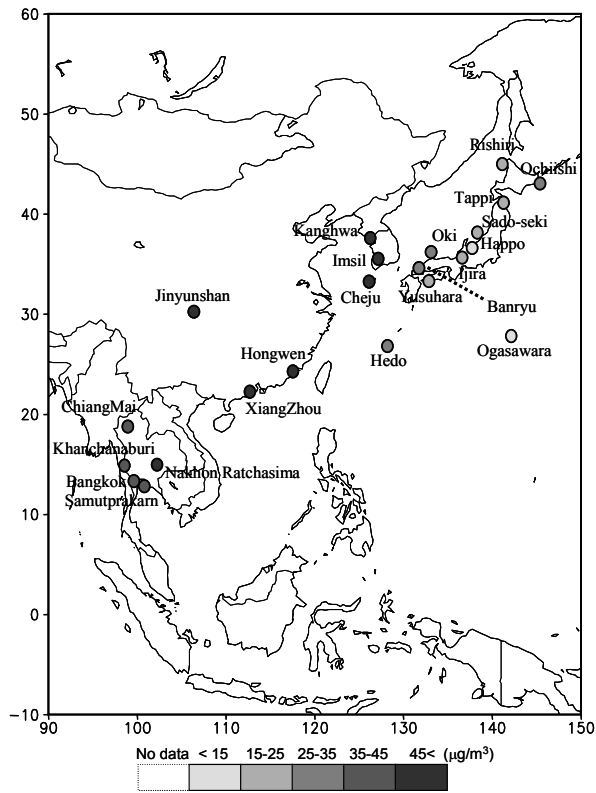 60
50
40
30
20
10
0
−10
90
100
110
120
130
140
150
Rishiri
Ochiishi
Tappi
Sado-seki
Kanghwa
Oki
Happo
Imsil
Ijira
Cheju
Yusuhara
Jinyunshan
Banryu
Hongwen
Hedo
Ogasawara
XiangZhou
ChiangMai
Khanchanaburi
Nakhon Ratchasima
Bangkok
Samutprakarn
No data < 15 15-25 25-35 35-45 45< (μg/m³)